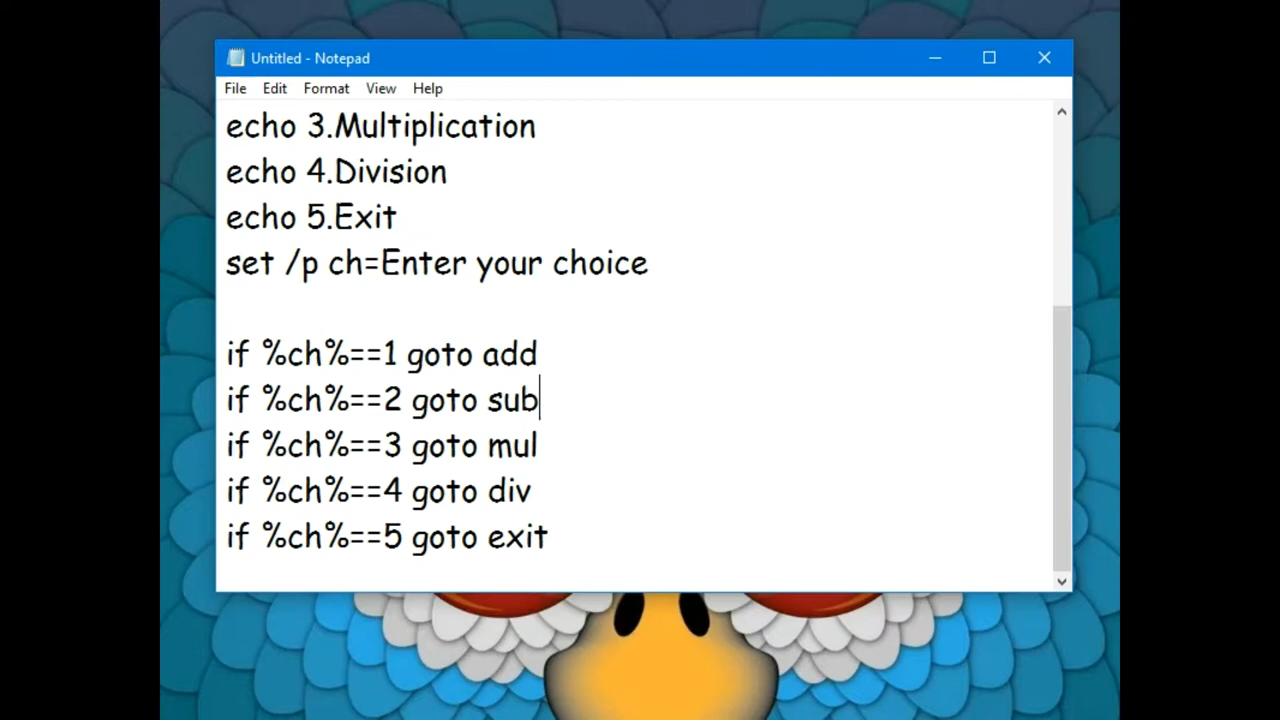 Untitled - Notepad
File Edit Format View Help
echo 3.Multiplication
echo 4.Division
echo 5.Exit
set /p ch=Enter your choice
if %ch%==1 goto add
if %ch%==2 goto sub
if %ch%==3 goto mul
if %ch%==4 goto div
if %ch%==5 goto exit